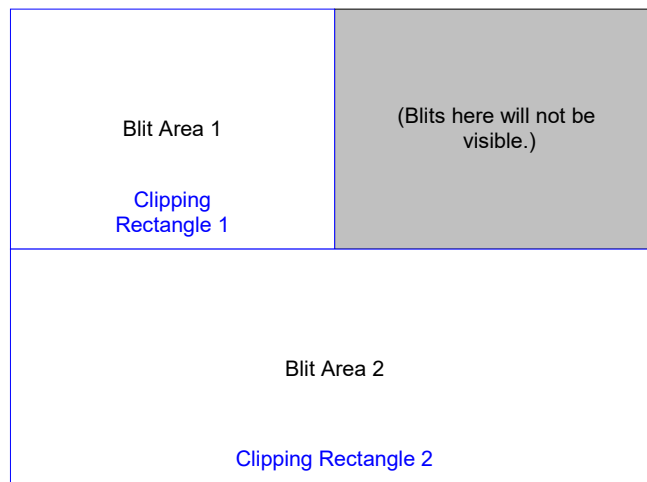 Blit Area 1
Clipping
Rectangle 1
(Blits here will not be
visible.)
Blit Area 2
Clipping Rectangle 2